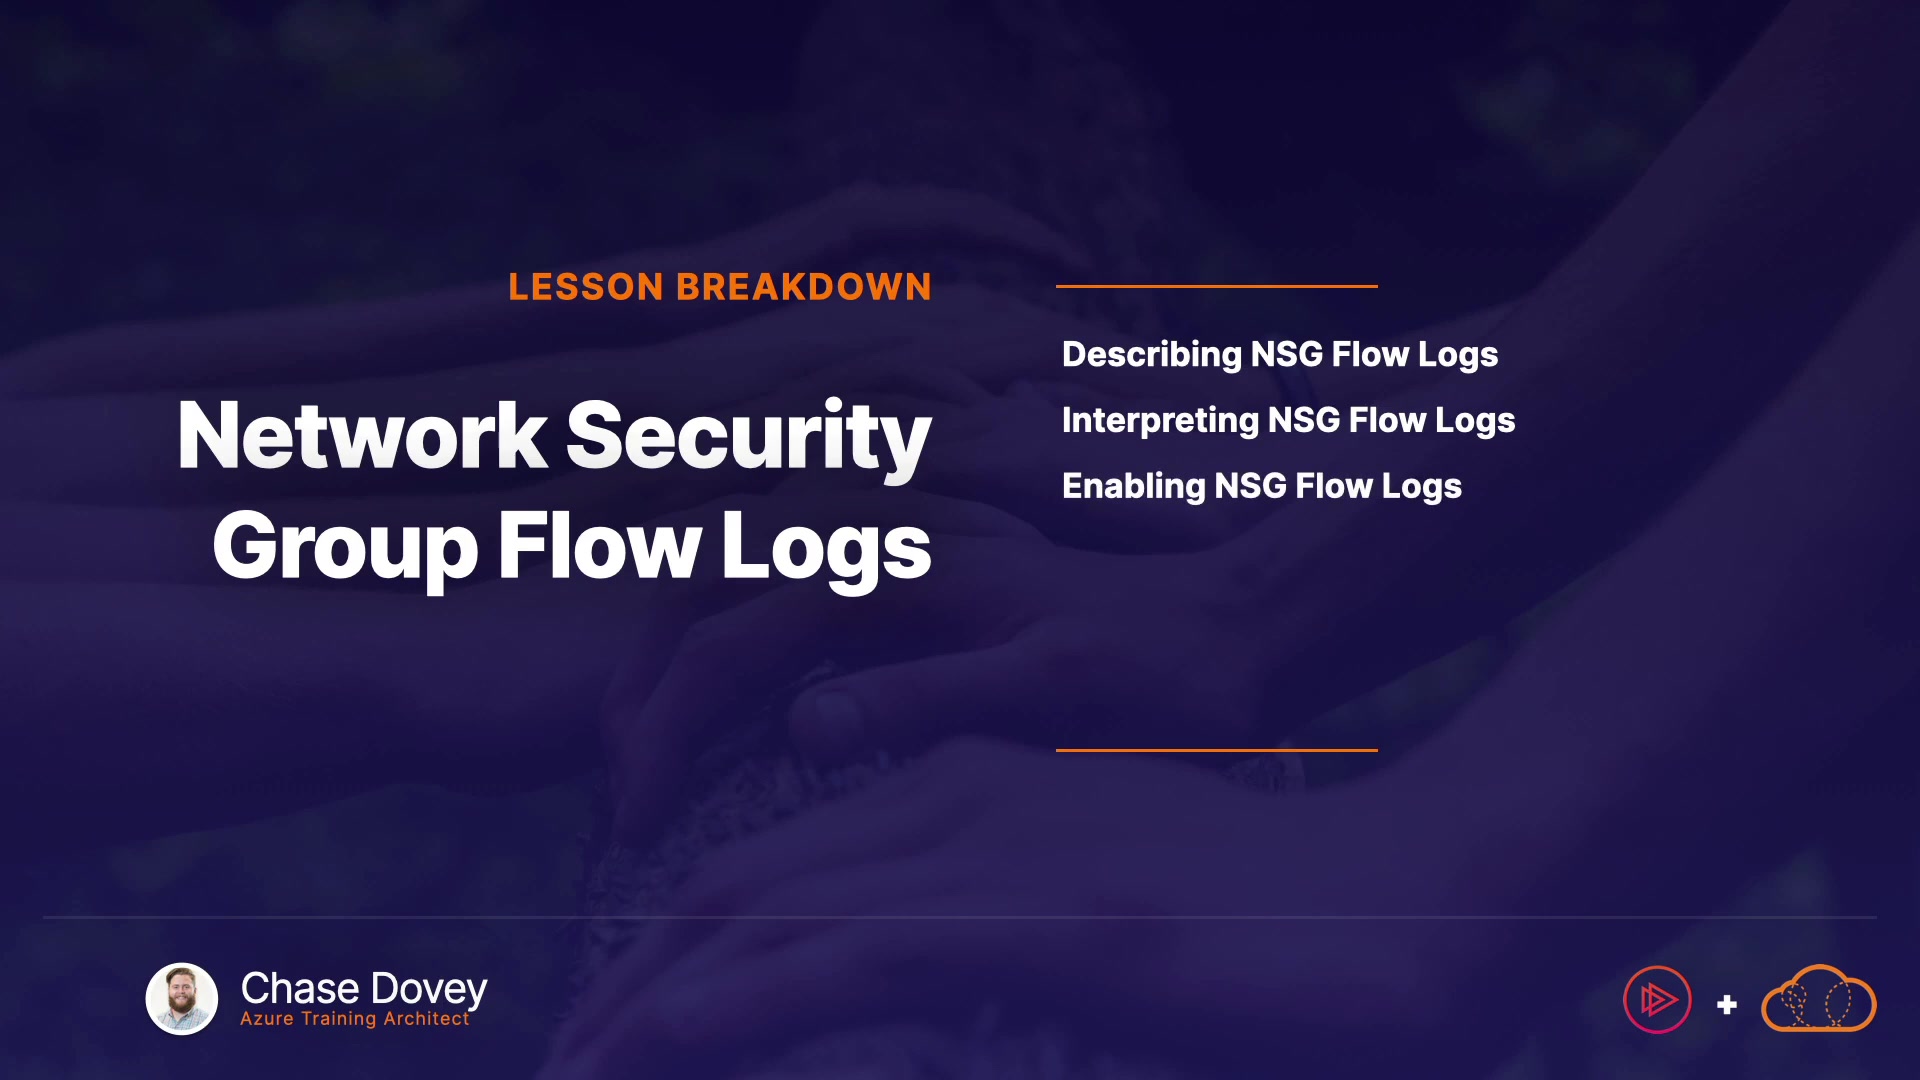 LESSON BREAKDOWN
Network Security
Group Flow Logs
Describing NSG Flow Logs
Interpreting NSG Flow Logs
Enabling NSG Flow Logs
Chase Dovey
Azure Training Architect